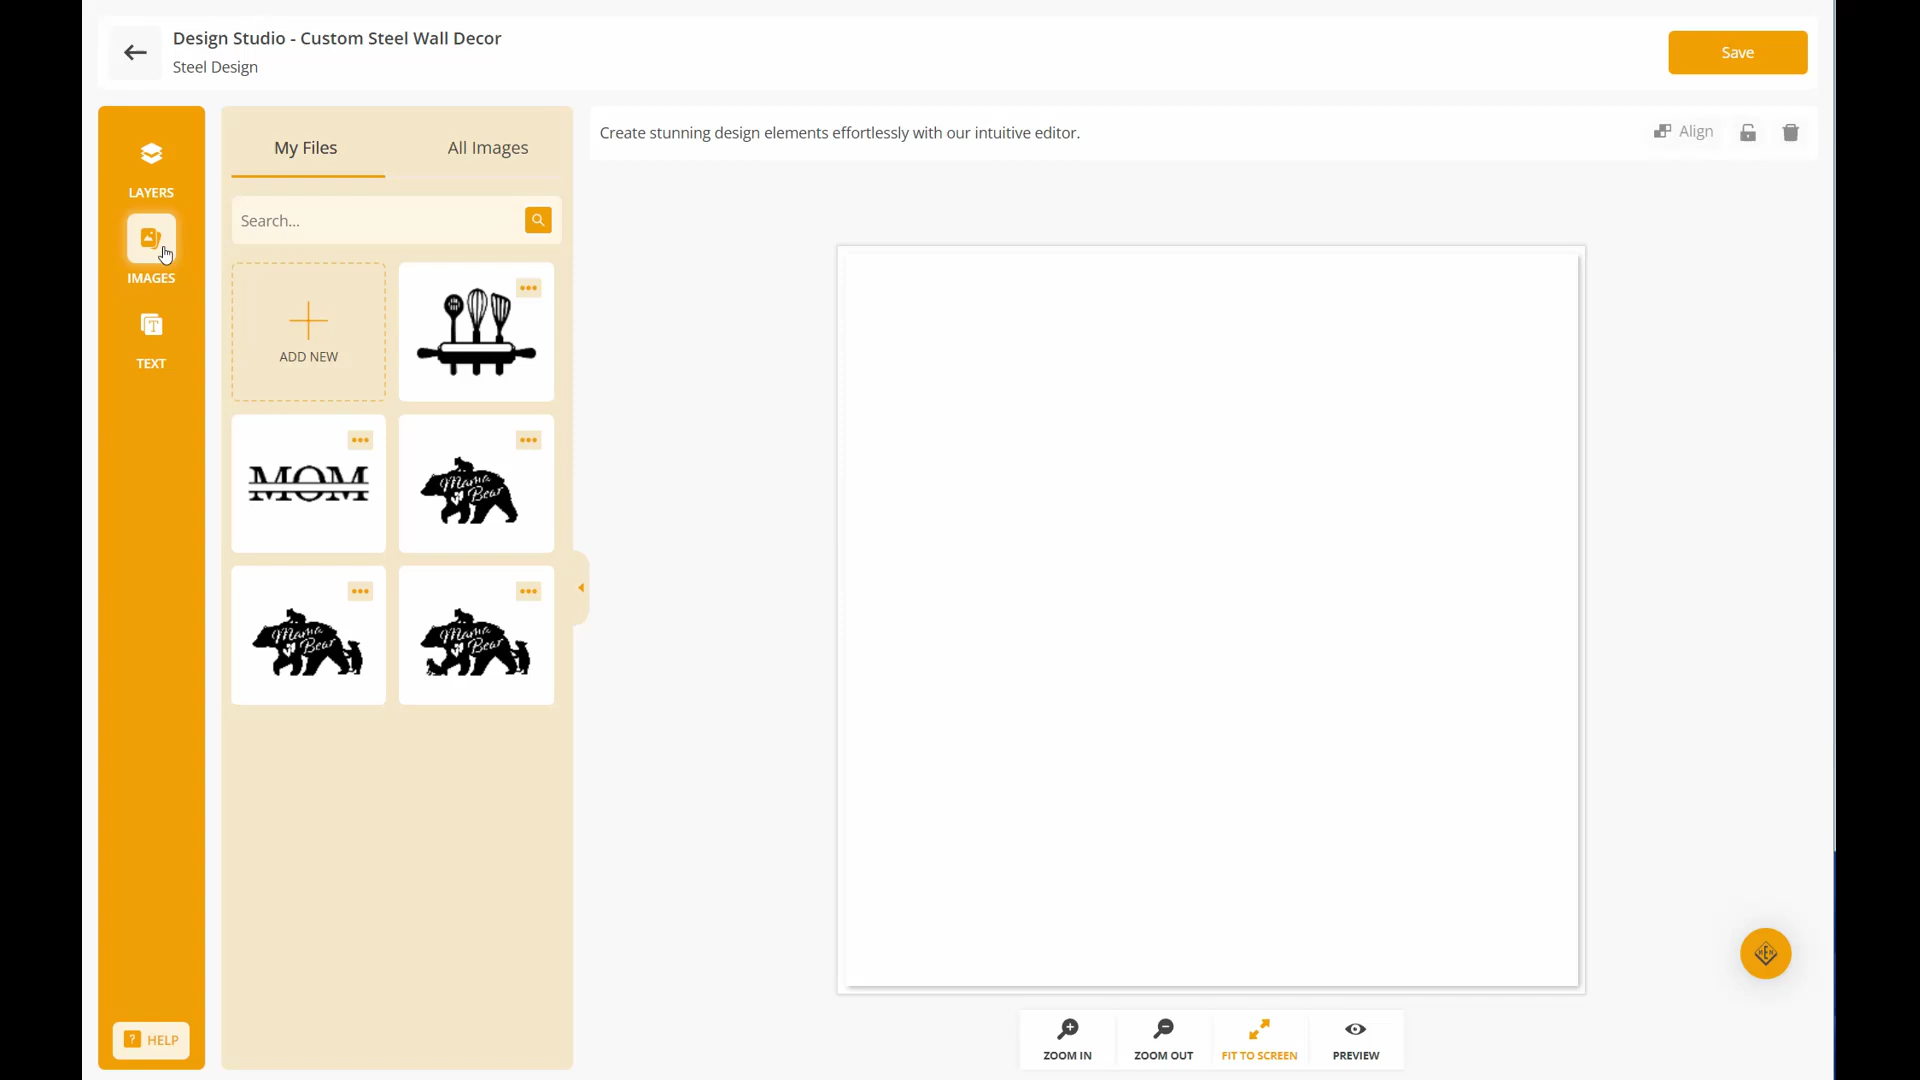 Design Studio - Custom Steel Wall Decor
Steel Design
Save
LAYERS
IMAGES
TEXT
HELP
My Files
All Images
Search...
ADD NEW
MOM
Mama
Bear
Mama
Bear
Mama
Bear
Create stunning design elements effortlessly with our intuitive editor.
Align
ZOOM IN
ZOOM OUT
FIT TO SCREEN
PREVIEW